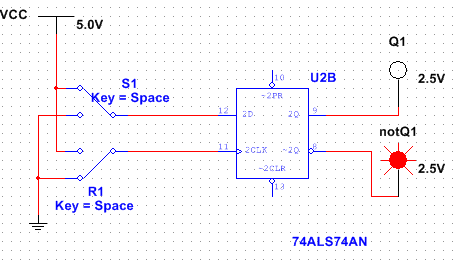 VCC
5.0V
Q1
S1
Key = Space
10
U2B
2.5V
~2PR
12
2D
2Q
9
notQ1
11
2CLK
~2Q
8
~2CLR
2.5V
13
R1
Key = Space
74ALS74AN